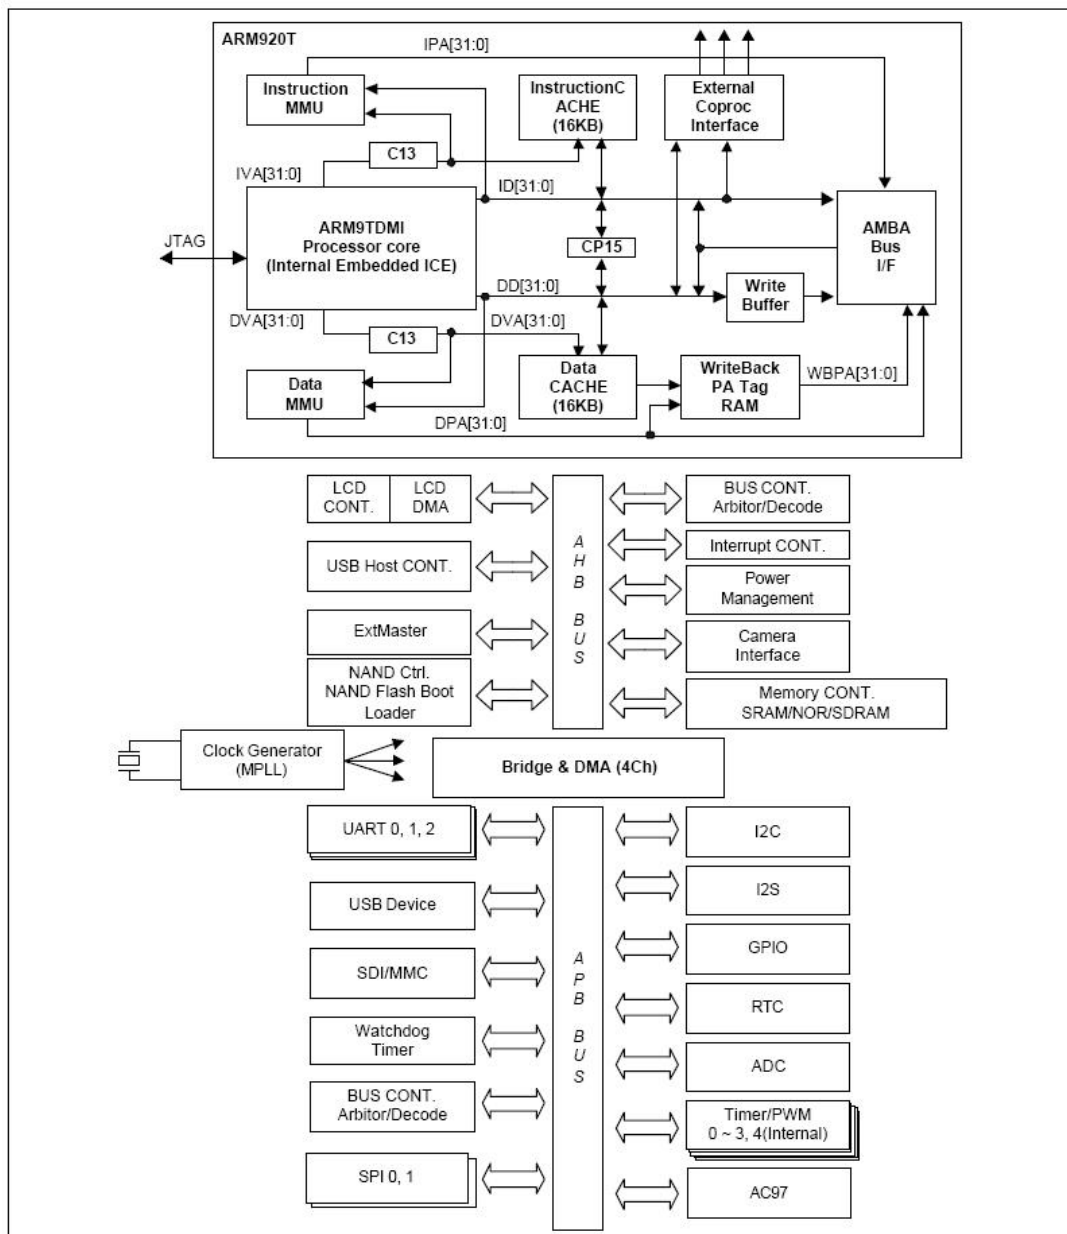 ARM920T
IPA[31:0]
Instruction
MMU
InstructionC
ACHE
(16KB)
External
Coproc
Interface
C13
IVA[31:0]
ID[31:0]
ARM9TDMI
Processor core
(Internal Embedded ICE)
JTAG
CP15
AMBA
Bus
I/F
DD[31:0]
Write
Buffer
DVA[31:0]
C13
DVA[31:0]
Data
MMU
Data
CACHE
(16KB)
WriteBack
PA Tag
RAM
WBPA[31:0]
DPA[31:0]
LCD
CONT.
LCD
DMA
BUS CONT.
Arbitor/Decode
AHB BUS
Interrupt CONT.
USB Host CONT.
Power
Management
ExtMaster
Camera
Interface
NAND Ctrl.
NAND Flash Boot
Loader
Memory CONT.
SRAM/NOR/SDRAM
Clock Generator
(MPLL)
Bridge & DMA (4Ch)
UART 0, 1, 2
I2C
USB Device
I2S
GPIO
SDI/MMC
APB BUS
RTC
Watchdog
Timer
ADC
BUS CONT.
Arbitor/Decode
Timer/PWM
0 ~ 3, 4(Internal)
SPI 0, 1
AC97